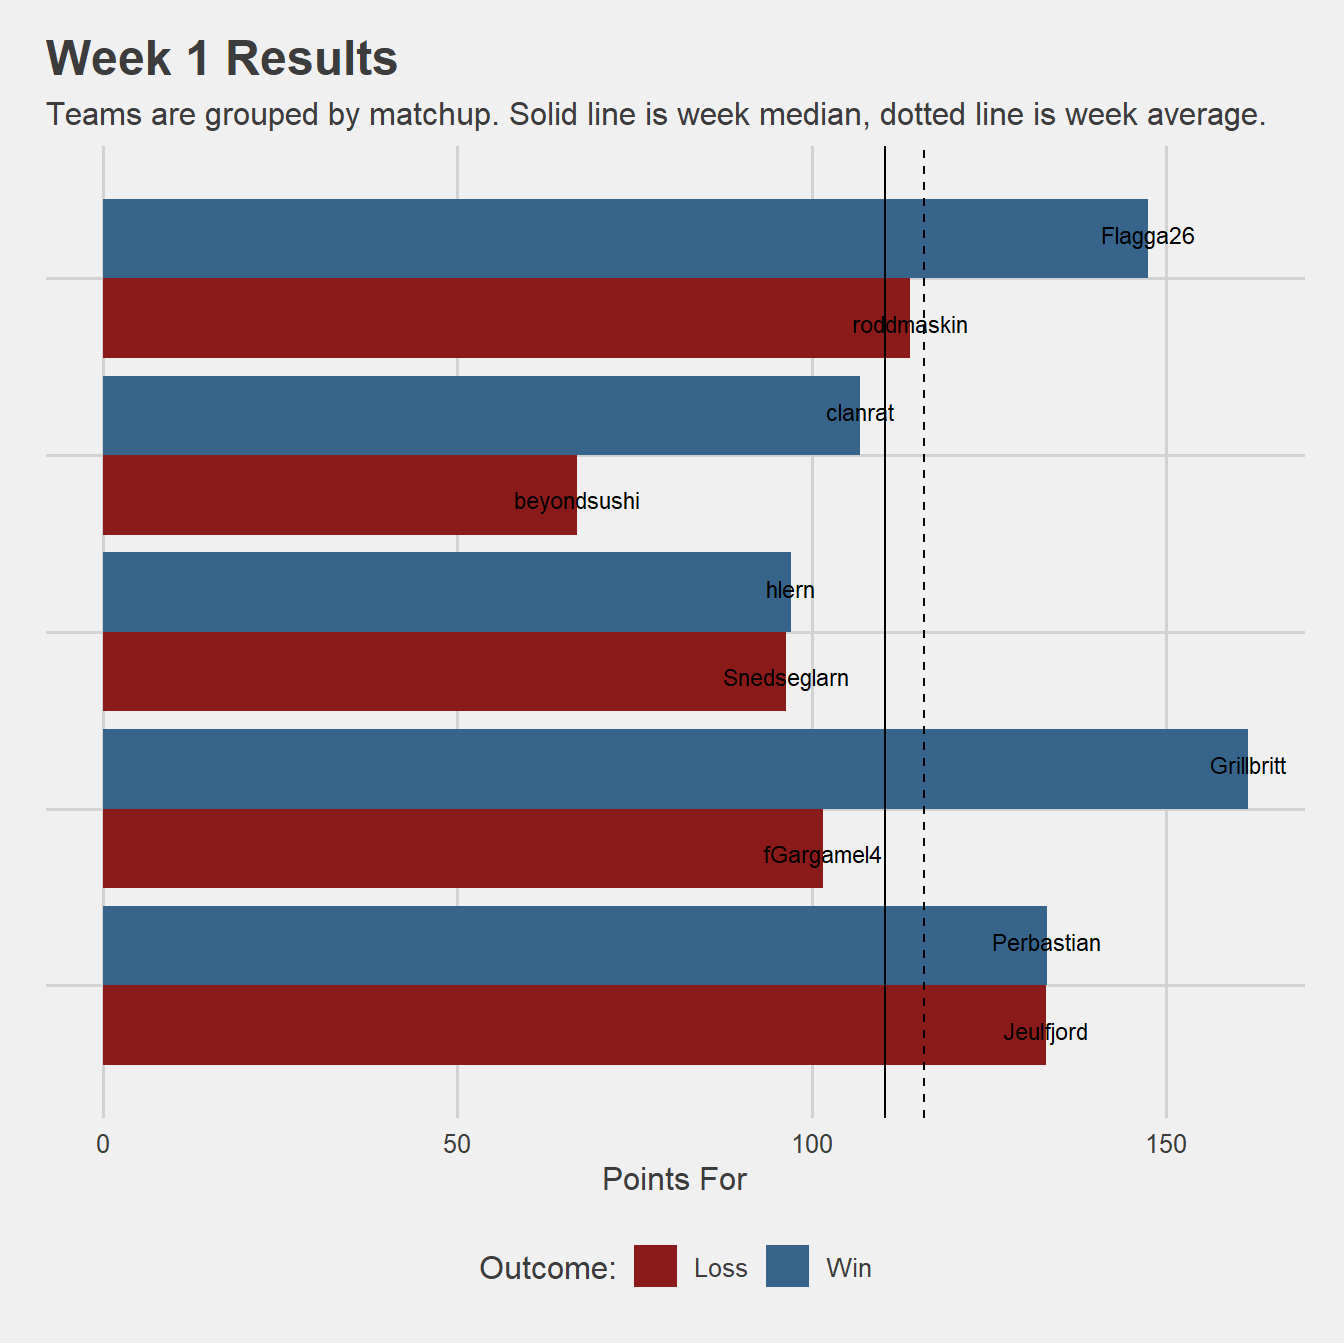 Week 1 Results
Teams are grouped by matchup. Solid line is week median, dotted line is week average.
Flagga26
roddmaskin
clanrat
beyondsushi
hlern
Snedseglarn
Grillbritt
fGargamel4
Perbastian
Jeulfjord
0 50 100 150
Points For
Outcome: Loss Win